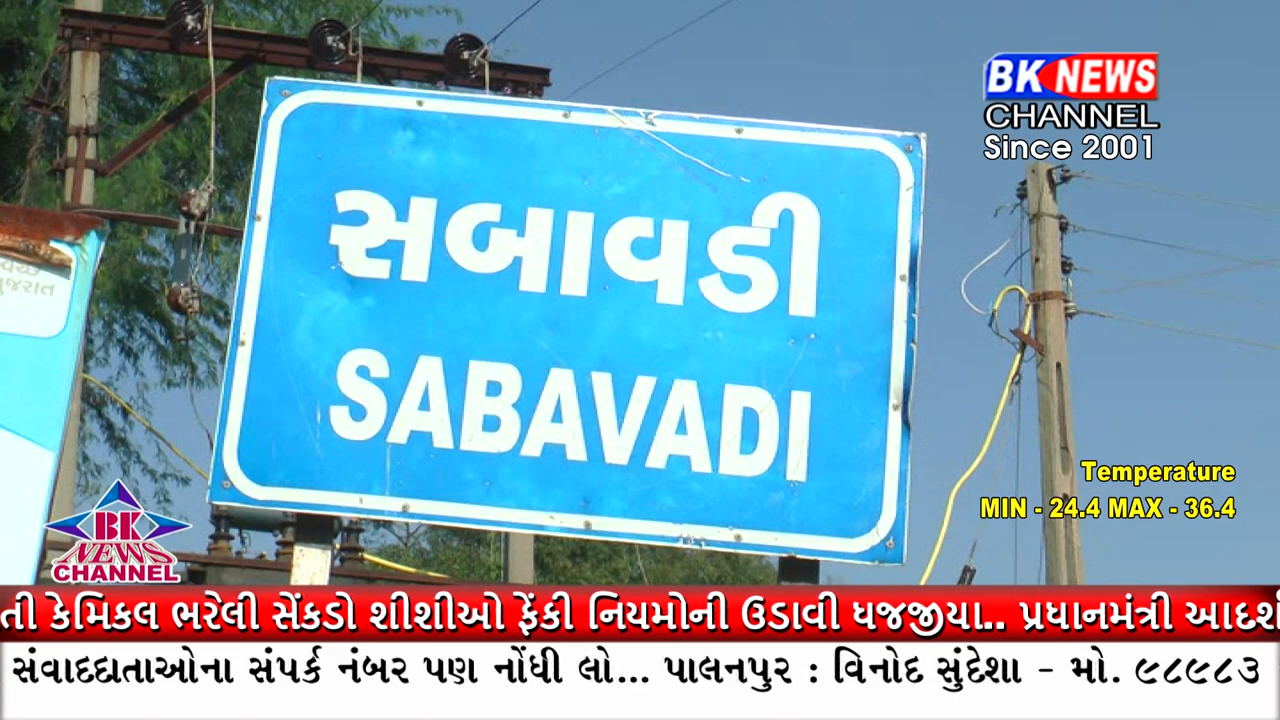 BK NEWS
CHANNEL
Since 2001
સબાવડી
SABAVADI
ગુજરાત
Temperature
MIN - 24.4 MAX - 36.4
BK
NEWS
CHANNEL
તી કેમિકલ ભરેલી સેંકડો શીશીઓ ફેંકી નિયમોની ઉડાવી ધજજીયા.. પ્રધાનમંત્રી
સંવાદદાતાઓના સંપર્ક નંબર પણ નોંધી લો... પાલનપુર : વિનોદ સુંદેશા - મો. ૯૮૯૮૩